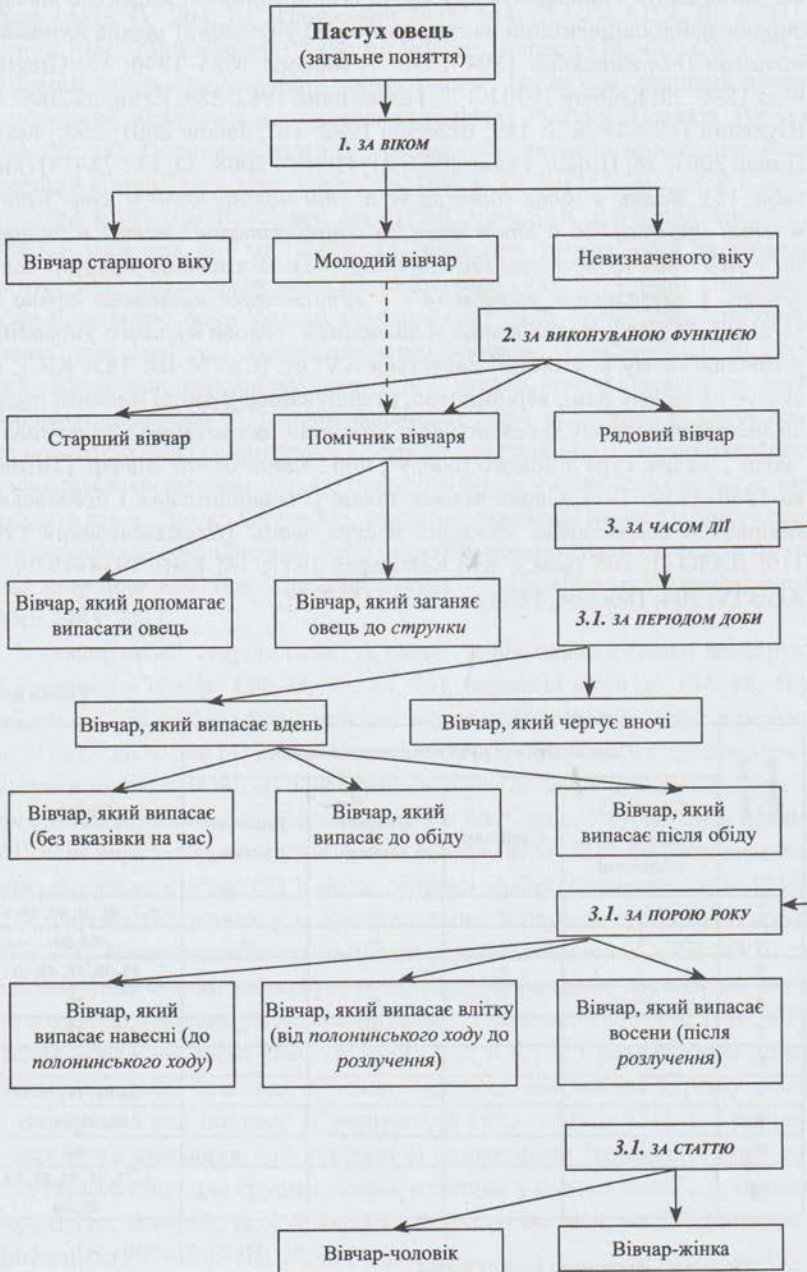 Пастух овець
(загальне поняття)
1. ЗА ВІКОМ
Вівчар старшого віку
Молодий вівчар
Невизначеного віку
2. ЗА ВИКОНУВАНОЮ ФУНКЦІЄЮ
Старший вівчар
Помічник вівчаря
Рядовий вівчар
3. ЗА ЧАСОМ ДІЇ
Вівчар, який допомагає
випасати овець
Вівчар, який заганяє
овець до струнки
3.1. ЗА ПЕРІОДОМ ДОБИ
Вівчар, який випасає вдень
Вівчар, який чергує вночі
Вівчар, який випасає
(без вказівки на час)
Вівчар, який
випасає до обіду
Вівчар, який
випасає після обіду
3.1. ЗА ПОРОЮ РОКУ
Вівчар, який
випасає навесні (до
полонинського ходу)
Вівчар, який випасає влітку
(від полонинського ходу до
розлучення)
Вівчар, який випасає
восени (після
розлучення)
3.1. ЗА СТАТТЮ
Вівчар-чоловік
Вівчар-жінка